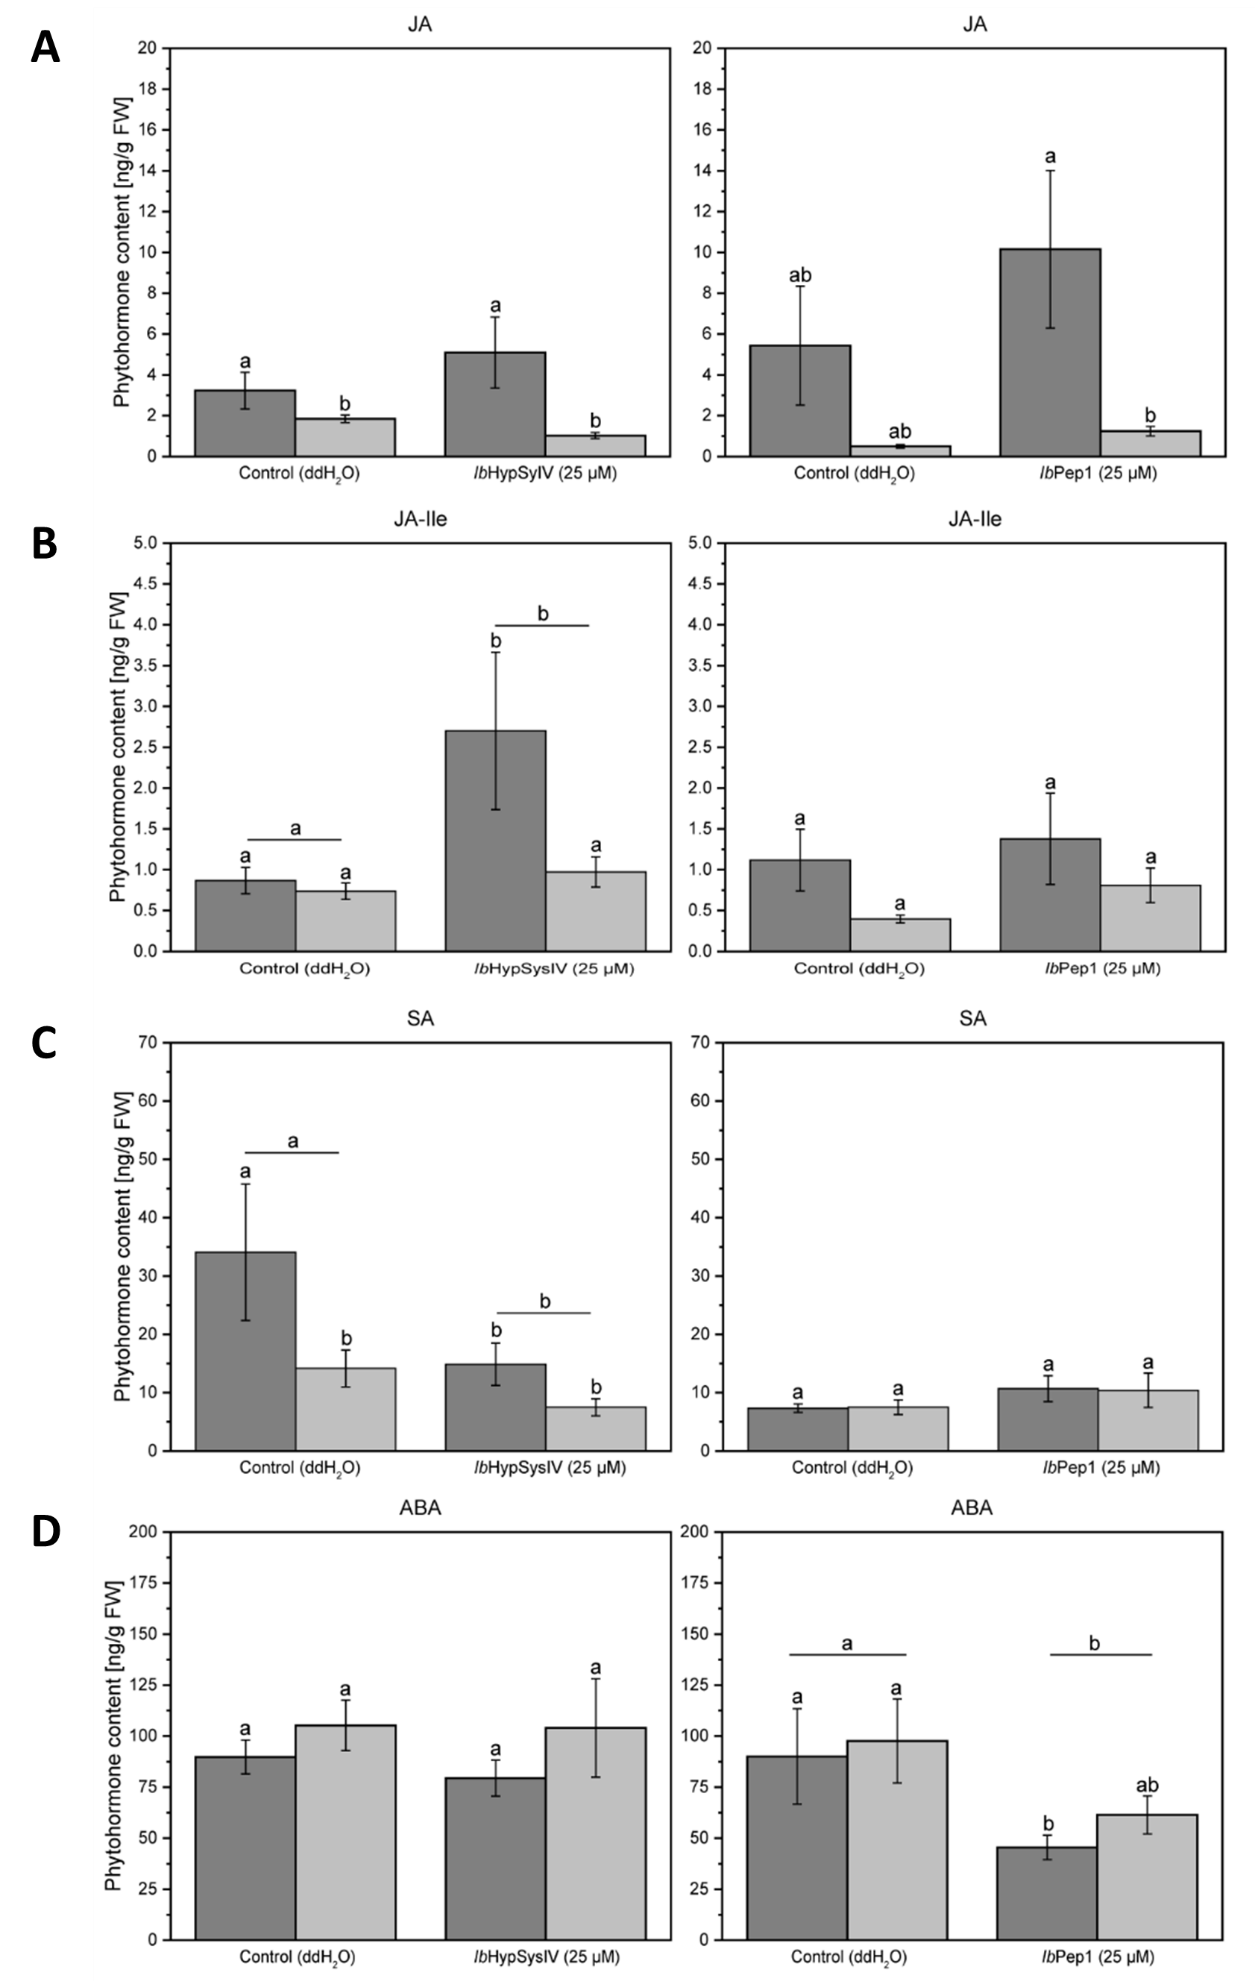 A
JA
JA
Phytohormone content [ng/g FW]
20
18
16
14
12
10
8
6
4
2
0
a
b
a
b
Control (ddH₂O)
IbHypSyIV (25 µM)
20
18
16
14
12
10
8
6
4
2
0
ab
ab
a
b
Control (ddH₂O)
IbPep1 (25 µM)
B
JA-Ile
JA-Ile
Phytohormone content [ng/g FW]
5.0
4.5
4.0
3.5
3.0
2.5
2.0
1.5
1.0
0.5
0.0
a
a
a
b
b
a
Control (ddH₂O)
IbHypSysIV (25 µM)
5.0
4.5
4.0
3.5
3.0
2.5
2.0
1.5
1.0
0.5
0.0
a
a
a
a
Control (ddH₂O)
IbPep1 (25 µM)
C
SA
SA
Phytohormone content [ng/g FW]
70
60
50
40
30
20
10
0
a
a
b
b
b
b
Control (ddH₂O)
IbHypSysIV (25 µM)
70
60
50
40
30
20
10
0
a
a
a
a
Control (ddH₂O)
IbPep1 (25 µM)
D
ABA
ABA
Phytohormone content [ng/g FW]
200
175
150
125
100
75
50
25
0
a
a
a
a
Control (ddH₂O)
IbHypSysIV (25 µM)
200
175
150
125
100
75
50
25
0
a
a
a
b
b
ab
Control (ddH₂O)
IbPep1 (25 µM)